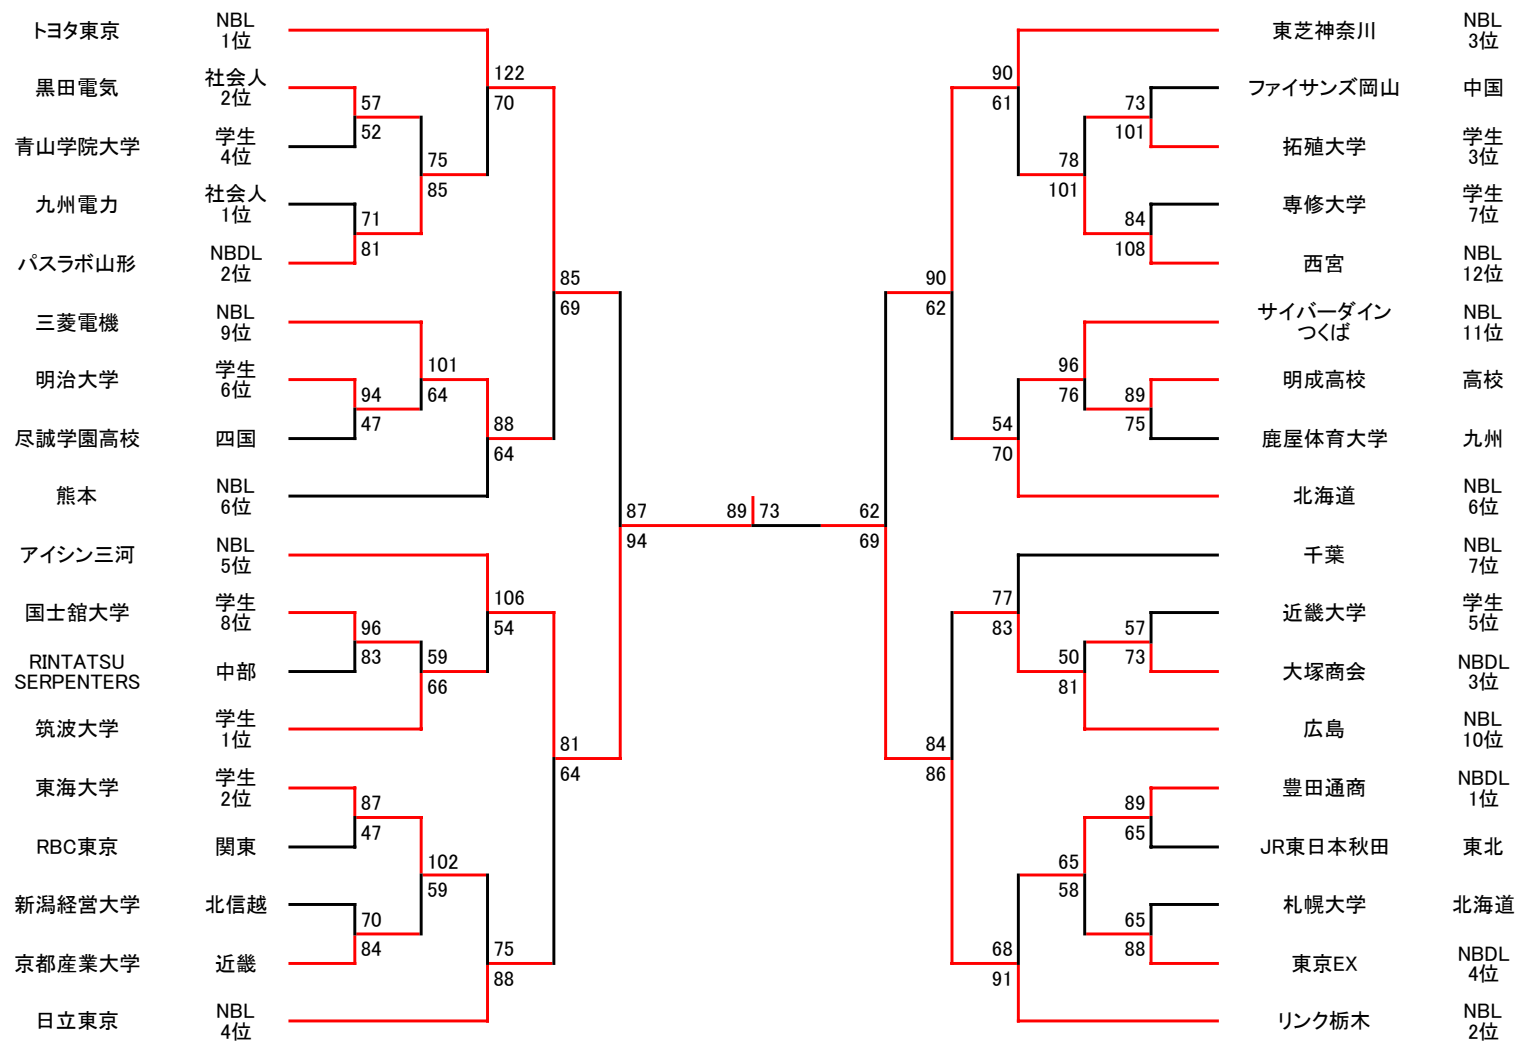 トヨタ東京
NBL
1位
黒田電気
社会人
2位
青山学院大学
学生
4位
九州電力
社会人
1位
パスラボ山形
NBDL
2位
三菱電機
NBL
9位
明治大学
学生
6位
尽誠学園高校
四国
熊本
NBL
6位
アイシン三河
NBL
5位
国士舘大学
学生
8位
RINTATSU
SERPENTERS
中部
筑波大学
学生
1位
東海大学
学生
2位
RBC東京
関東
新潟経営大学
北信越
京都産業大学
近畿
日立東京
NBL
4位
57
52
71
81
94
47
96
83
87
47
70
84
75
85
101
64
59
66
102
59
122
70
88
64
106
54
75
88
85
69
81
64
87
94
89
73
62
69
90
62
84
86
90
61
54
70
77
83
68
91
78
101
96
76
50
81
65
58
73
101
84
108
89
75
57
73
89
65
65
88
東芝神奈川
NBL
3位
ファイサンズ岡山
中国
拓殖大学
学生
3位
専修大学
学生
7位
西宮
NBL
12位
サイバーダイン
つくば
NBL
11位
明成高校
高校
鹿屋体育大学
九州
北海道
NBL
6位
千葉
NBL
7位
近畿大学
学生
5位
大塚商会
NBDL
3位
広島
NBL
10位
豊田通商
NBDL
1位
JR東日本秋田
東北
札幌大学
北海道
東京EX
NBDL
4位
リンク栃木
NBL
2位